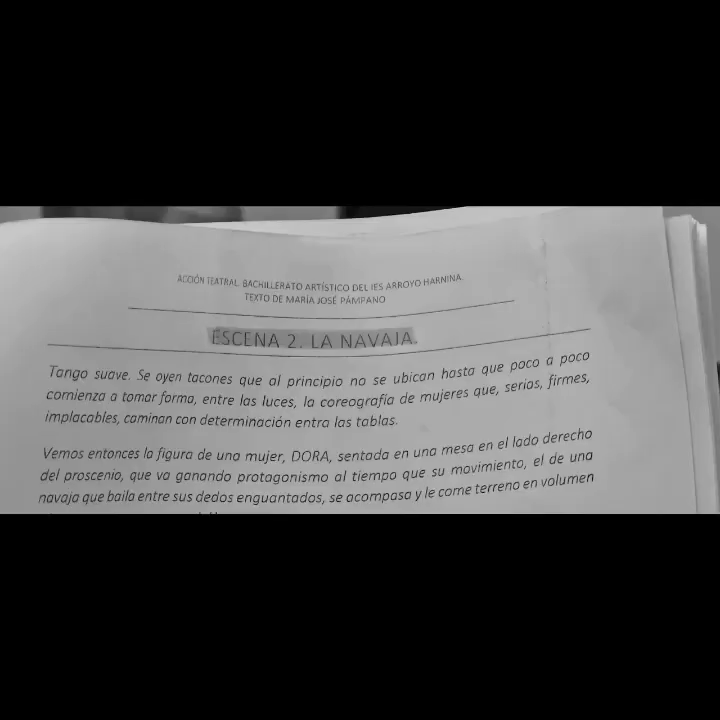 ACCIÓN TEATRAL. BACHILLERATO ARTÍSTICO DEL IES ARROYO HARNINA.
TEXTO DE MARÍA JOSÉ PÁMPANO
ESCENA 2. LA NAVAJA.
Tango suave. Se oyen tacones que al principio no se ubican hasta que poco a poco
comienza a tomar forma, entre las luces, la coreografía de mujeres que, serias, firmes,
implacables, caminan con determinación entra las tablas.
Vemos entonces la figura de una mujer, DORA, sentada en una mesa en el lado derecho
del proscenio, que va ganando protagonismo al tiempo que su movimiento, el de una
navaja que baila entre sus dedos enguantados, se acompasa y le come terreno en volumen